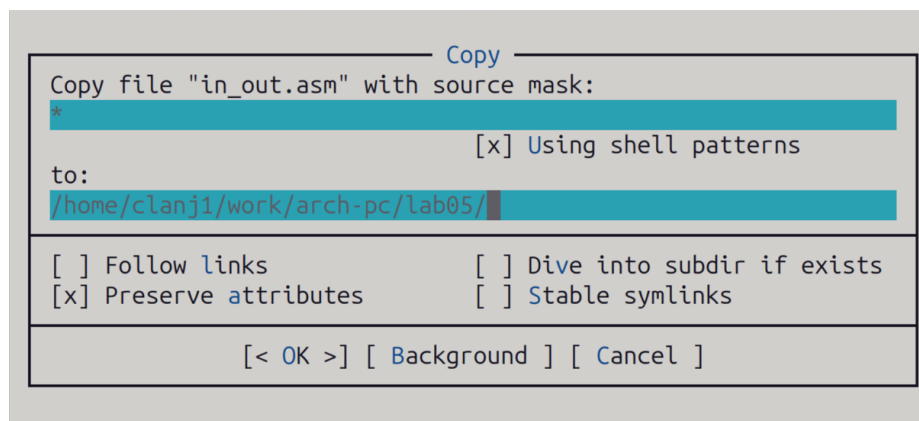 Copy
Copy file "in_out.asm" with source mask:
*
[x] Using shell patterns
to:
/home/clanj1/work/arch-pc/lab05/
[ ] Follow links [ ] Dive into subdir if exists
[x] Preserve attributes [ ] Stable symlinks
[< OK >] [ Background ] [ Cancel ]